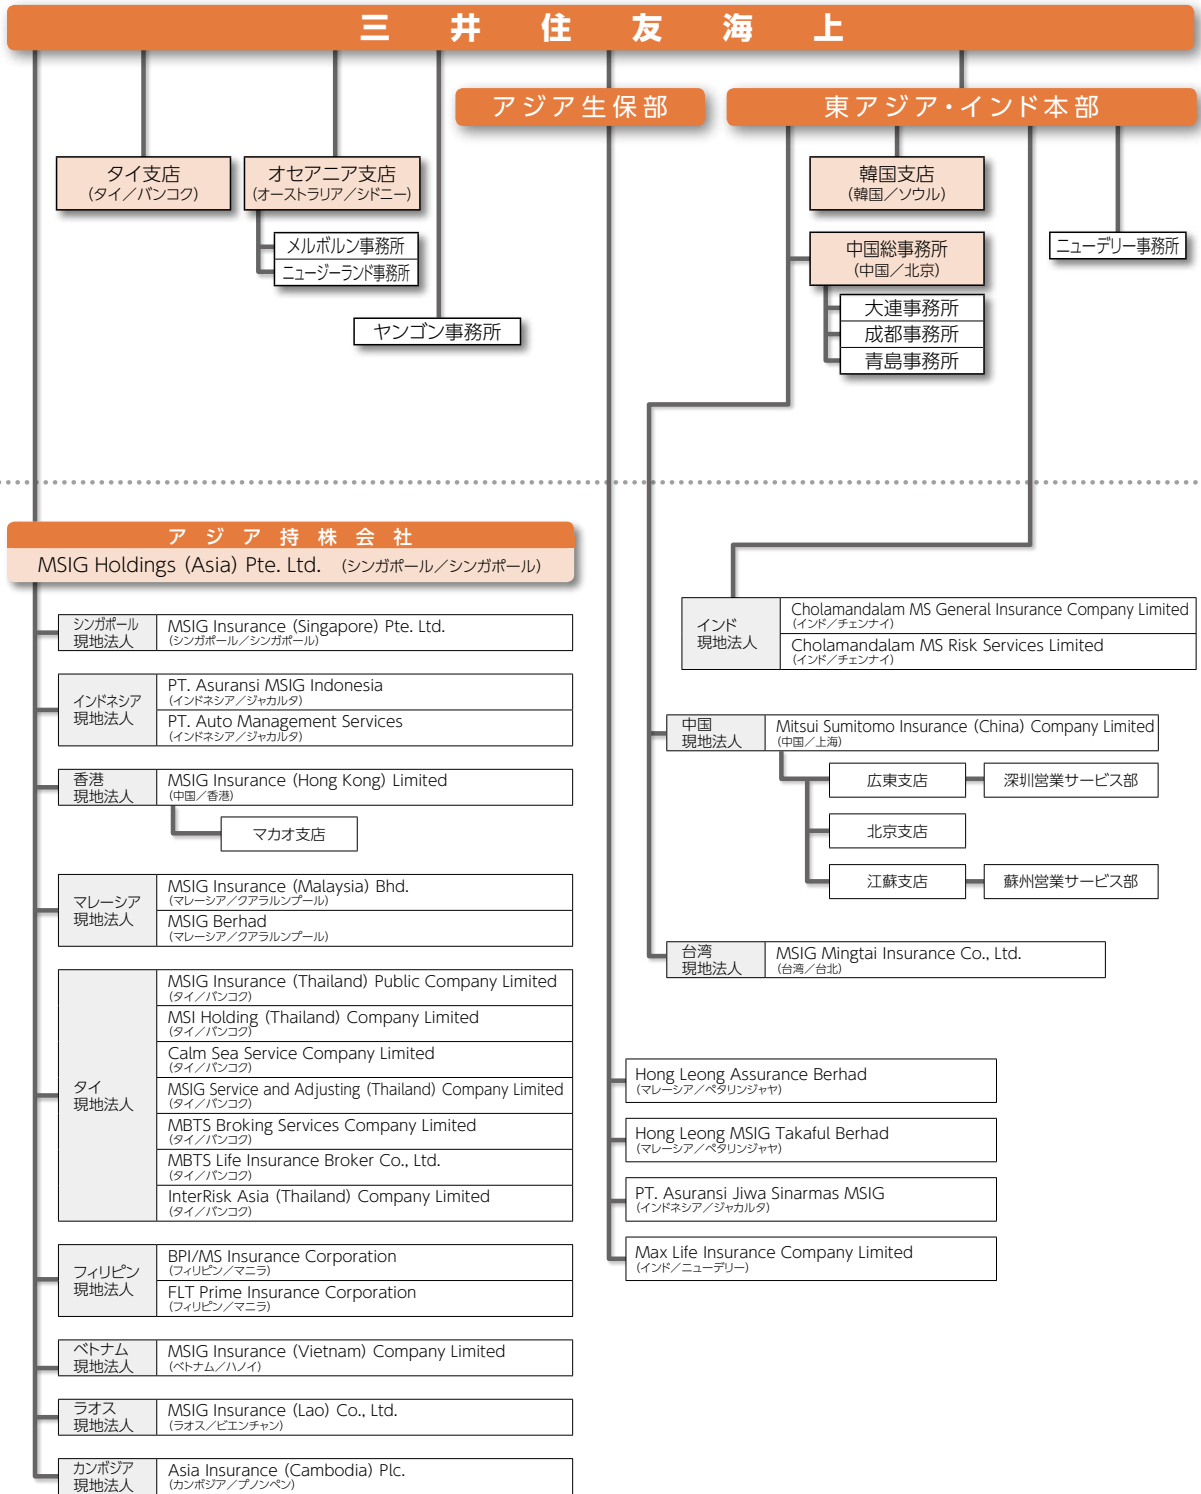 三井住友海上
アジア生保部
東アジア・インド本部
タイ支店
(タイ／バンコク)
オセアニア支店
(オーストラリア／シドニー)
メルボルン事務所
ニュージーランド事務所
ヤンゴン事務所
韓国支店
(韓国／ソウル)
中国総事務所
(中国／北京)
大連事務所
成都事務所
青島事務所
ニューデリー事務所
アジア持株会社
MSIG Holdings (Asia) Pte. Ltd. (シンガポール／シンガポール)
シンガポール
現地法人
MSIG Insurance (Singapore) Pte. Ltd.
(シンガポール／シンガポール)
インドネシア
現地法人
PT. Asuransi MSIG Indonesia
(インドネシア／ジャカルタ)
PT. Auto Management Services
(インドネシア／ジャカルタ)
香港
現地法人
MSIG Insurance (Hong Kong) Limited
(中国／香港)
マカオ支店
マレーシア
現地法人
MSIG Insurance (Malaysia) Bhd.
(マレーシア／クアラルンプール)
MSIG Berhad
(マレーシア／クアラルンプール)
タイ
現地法人
MSIG Insurance (Thailand) Public Company Limited
(タイ／バンコク)
MSI Holding (Thailand) Company Limited
(タイ／バンコク)
Calm Sea Service Company Limited
(タイ／バンコク)
MSIG Service and Adjusting (Thailand) Company Limited
(タイ／バンコク)
MBTS Broking Services Company Limited
(タイ／バンコク)
MBTS Life Insurance Broker Co., Ltd.
(タイ／バンコク)
InterRisk Asia (Thailand) Company Limited
(タイ／バンコク)
フィリピン
現地法人
BPI/MS Insurance Corporation
(フィリピン／マニラ)
FLT Prime Insurance Corporation
(フィリピン／マニラ)
ベトナム
現地法人
MSIG Insurance (Vietnam) Company Limited
(ベトナム／ハノイ)
ラオス
現地法人
MSIG Insurance (Lao) Co., Ltd.
(ラオス／ビエンチャン)
カンボジア
現地法人
Asia Insurance (Cambodia) Plc.
(カンボジア／プノンペン)
インド
現地法人
Cholamandalam MS General Insurance Company Limited
(インド／チェンナイ)
Cholamandalam MS Risk Services Limited
(インド／チェンナイ)
中国
現地法人
Mitsui Sumitomo Insurance (China) Company Limited
(中国／上海)
広東支店
深圳営業サービス部
北京支店
江蘇支店
蘇州営業サービス部
台湾
現地法人
MSIG Mingtai Insurance Co., Ltd.
(台湾／台北)
Hong Leong Assurance Berhad
(マレーシア／ペタリンジャヤ)
Hong Leong MSIG Takaful Berhad
(マレーシア／ペタリンジャヤ)
PT. Asuransi Jiwa Sinarmas MSIG
(インドネシア／ジャカルタ)
Max Life Insurance Company Limited
(インド／ニューデリー)